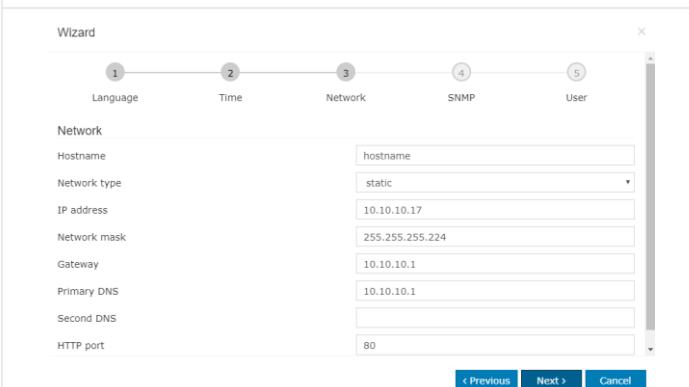 Wizard
×
1 2 3 4 5
Language Time Network SNMP User
Network
Hostname hostname
Network type static
IP address 10.10.10.17
Network mask 255.255.255.224
Gateway 10.10.10.1
Primary DNS 10.10.10.1
Second DNS
HTTP port 80
‹ Previous Next › Cancel